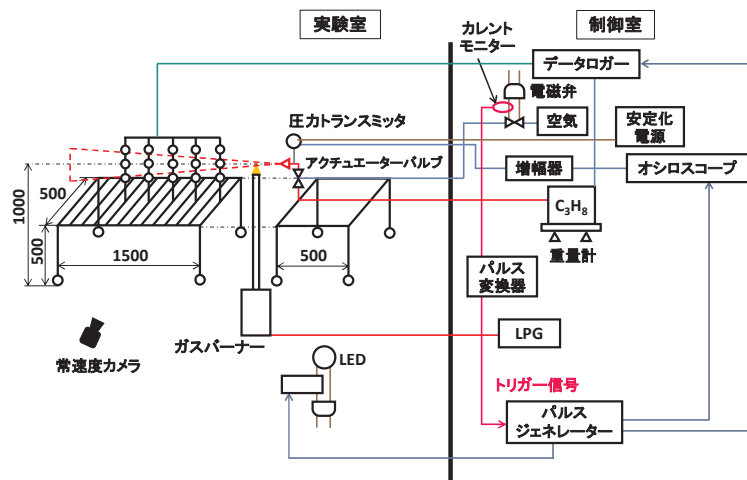 実験室
カレント
モニター
制御室
データロガー
電磁弁
空気
安定化
電源
圧力トランスミッタ
アクチュエーターバルブ
増幅器
オシロスコープ
500
1000
500
1500
500
C3H8
重量計
パルス
変換器
ガスバーナー
LPG
常速度カメラ
LED
トリガー信号
パルス
ジェネレーター